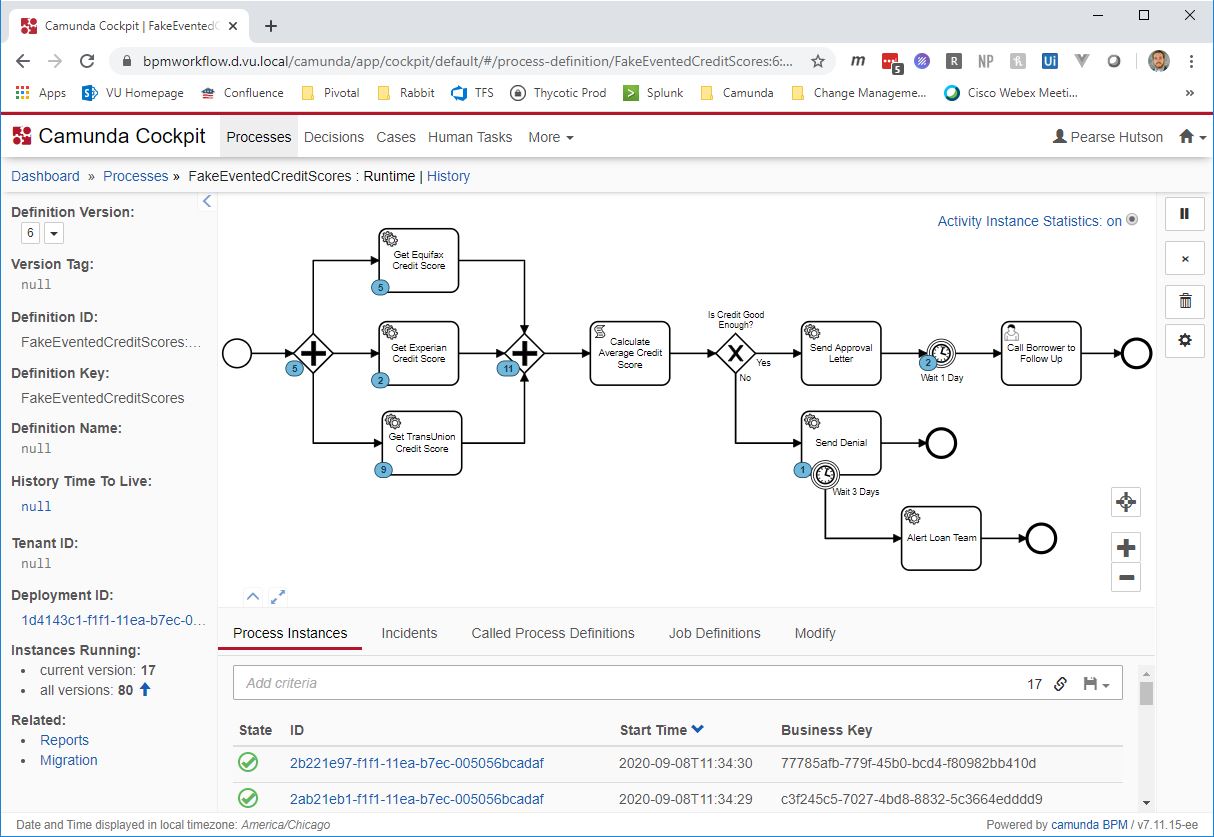 Camunda Cockpit | FakeEventedC
bpmworkflow.d.vu.local/camunda/app/cockpit/default/#/process-definition/FakeEventedCreditScores:6:...
m 5 R NP h Ui
Apps VU Homepage Confluence Pivotal Rabbit TFS Thycotic Prod Splunk Camunda Change Manageme... Cisco Webex Meeti... »
Camunda Cockpit Processes Decisions Cases Human Tasks More Pearse Hutson
Dashboard » Processes » FakeEventedCreditScores : Runtime | History
Definition Version:
6
Version Tag:
null
Definition ID:
FakeEventedCreditScores:...
Definition Key:
FakeEventedCreditScores
Definition Name:
null
History Time To Live:
null
Tenant ID:
null
Deployment ID:
1d4143c1-f1f1-11ea-b7ec-0...
Instances Running:
• current version: 17
• all versions: 80
Related:
• Reports
• Migration
Activity Instance Statistics: on
Get Equifax
Credit Score
5
Get Experian
Credit Score
2
Get TransUnion
Credit Score
9
5
11
Calculate
Average Credit
Score
Is Credit Good
Enough?
Yes
No
Send Approval
Letter
2
Wait 1 Day
Call Borrower to
Follow Up
Send Denial
1
Wait 3 Days
Alert Loan Team
Process Instances Incidents Called Process Definitions Job Definitions Modify
Add criteria 17
State ID Start Time Business Key
2b221e97-f1f1-11ea-b7ec-005056bcadaf 2020-09-08T11:34:30 77785afb-779f-45b0-bcd4-f80982bb410d
2ab21eb1-f1f1-11ea-b7ec-005056bcadaf 2020-09-08T11:34:29 c3f245c5-7027-4bd8-8832-5c3664edddd9
Date and Time displayed in local timezone: America/Chicago Powered by camunda BPM / v7.11.15-ee